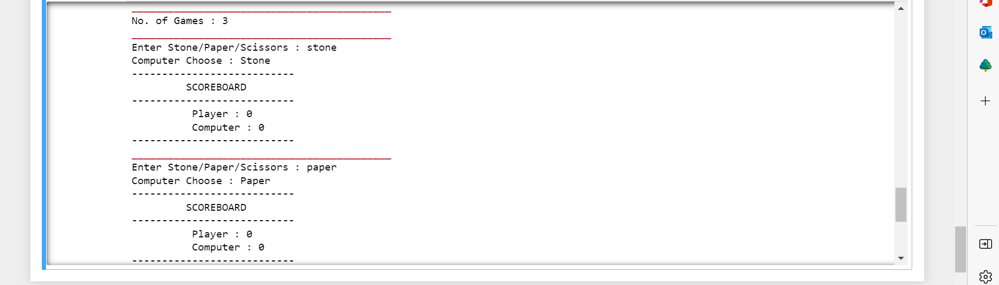 No. of Games : 3
Enter Stone/Paper/Scissors : stone
Computer Choose : Stone
---------------------------
SCOREBOARD
---------------------------
Player : 0
Computer : 0
---------------------------
Enter Stone/Paper/Scissors : paper
Computer Choose : Paper
---------------------------
SCOREBOARD
---------------------------
Player : 0
Computer : 0
---------------------------